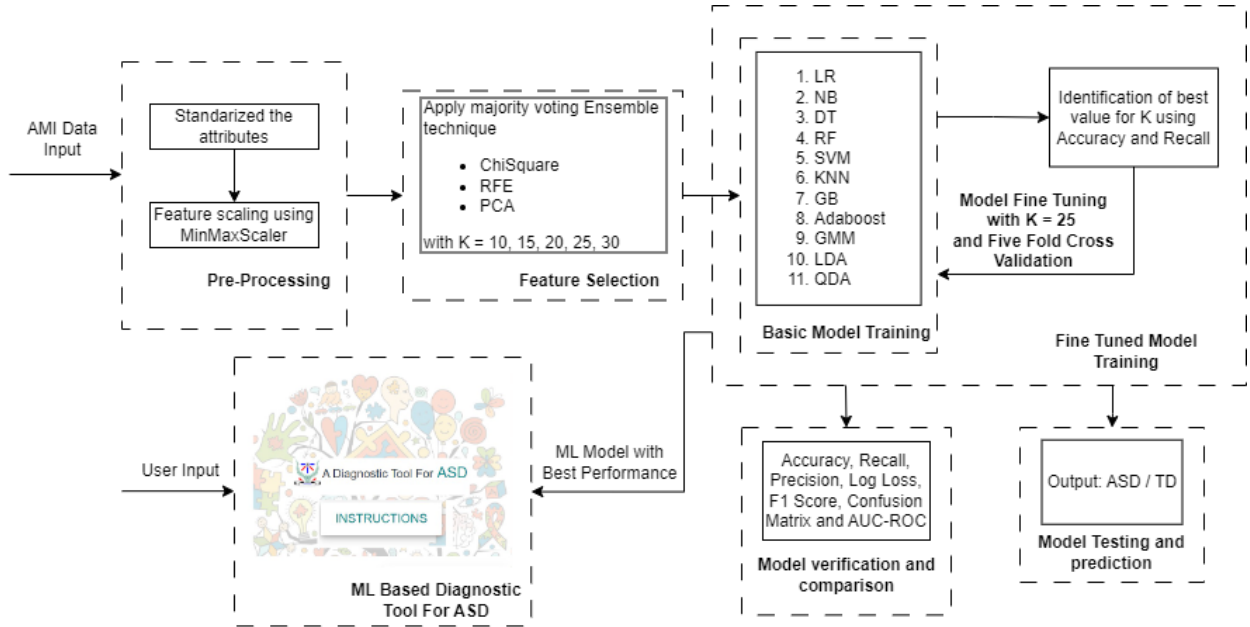 AMI Data
Input
Standarized the
attributes
Feature scaling using
MinMaxScaler
Pre-Processing
Apply majority voting Ensemble
technique
• ChiSquare
• RFE
• PCA
with K = 10, 15, 20, 25, 30
Feature Selection
1. LR
2. NB
3. DT
4. RF
5. SVM
6. KNN
7. GB
8. Adaboost
9. GMM
10. LDA
11. QDA
Basic Model Training
Identification of best
value for K using
Accuracy and Recall
Model Fine Tuning
with K = 25
and Five Fold Cross
Validation
Fine Tuned Model
Training
User Input
A Diagnostic Tool For ASD
INSTRUCTIONS
ML Based Diagnostic
Tool For ASD
ML Model with
Best Performance
Accuracy, Recall,
Precision, Log Loss,
F1 Score, Confusion
Matrix and AUC-ROC
Model verification and
comparison
Output: ASD / TD
Model Testing and
prediction